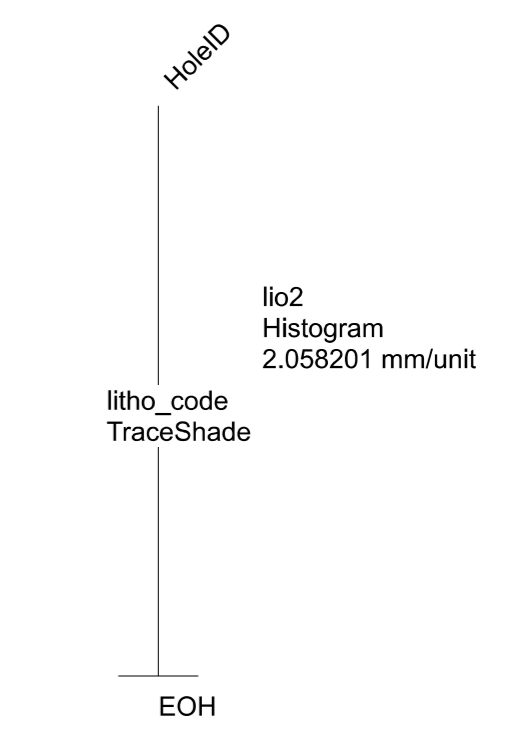 HoleID
lio2
Histogram
2.058201 mm/unit
litho_code
TraceShade
EOH